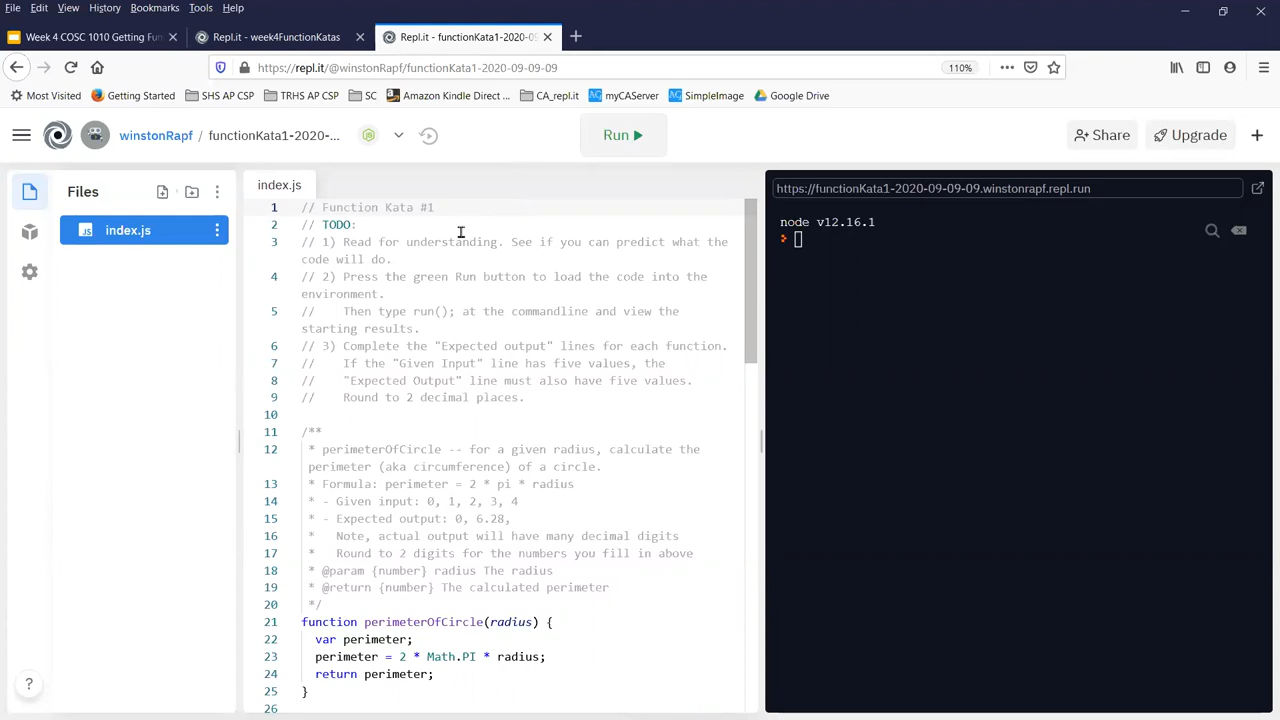 File Edit View History Bookmarks Tools Help
Week 4 COSC 1010 Getting Fun
Repl.it - week4FunctionKatas
Repl.it - functionKata1-2020-09
https://repl.it/@winstonRapf/functionKata1-2020-09-09-09
110%
Most Visited Getting Started SHS AP CSP TRHS AP CSP SC Amazon Kindle Direct ... CA_repl.it myCAServer SimpleImage Google Drive
winstonRapf / functionKata1-2020-...
Run
Share
Upgrade
Files
index.js
index.js
1 // Function Kata #1
2 // TODO:
3 // 1) Read for understanding. See if you can predict what the
code will do.
4 // 2) Press the green Run button to load the code into the
environment.
5 // Then type run(); at the commandline and view the
starting results.
6 // 3) Complete the "Expected output" lines for each function.
7 // If the "Given Input" line has five values, the
8 // "Expected Output" line must also have five values.
9 // Round to 2 decimal places.
10
11 /**
12 * perimeterOfCircle -- for a given radius, calculate the
perimeter (aka circumference) of a circle.
13 * Formula: perimeter = 2 * pi * radius
14 * - Given input: 0, 1, 2, 3, 4
15 * - Expected output: 0, 6.28,
16 * Note, actual output will have many decimal digits
17 * Round to 2 digits for the numbers you fill in above
18 * @param {number} radius The radius
19 * @return {number} The calculated perimeter
20 */
21 function perimeterOfCircle(radius) {
22 var perimeter;
23 perimeter = 2 * Math.PI * radius;
24 return perimeter;
25 }
26
https://functionKata1-2020-09-09-09.winstonrapf.repl.run
node v12.16.1
?